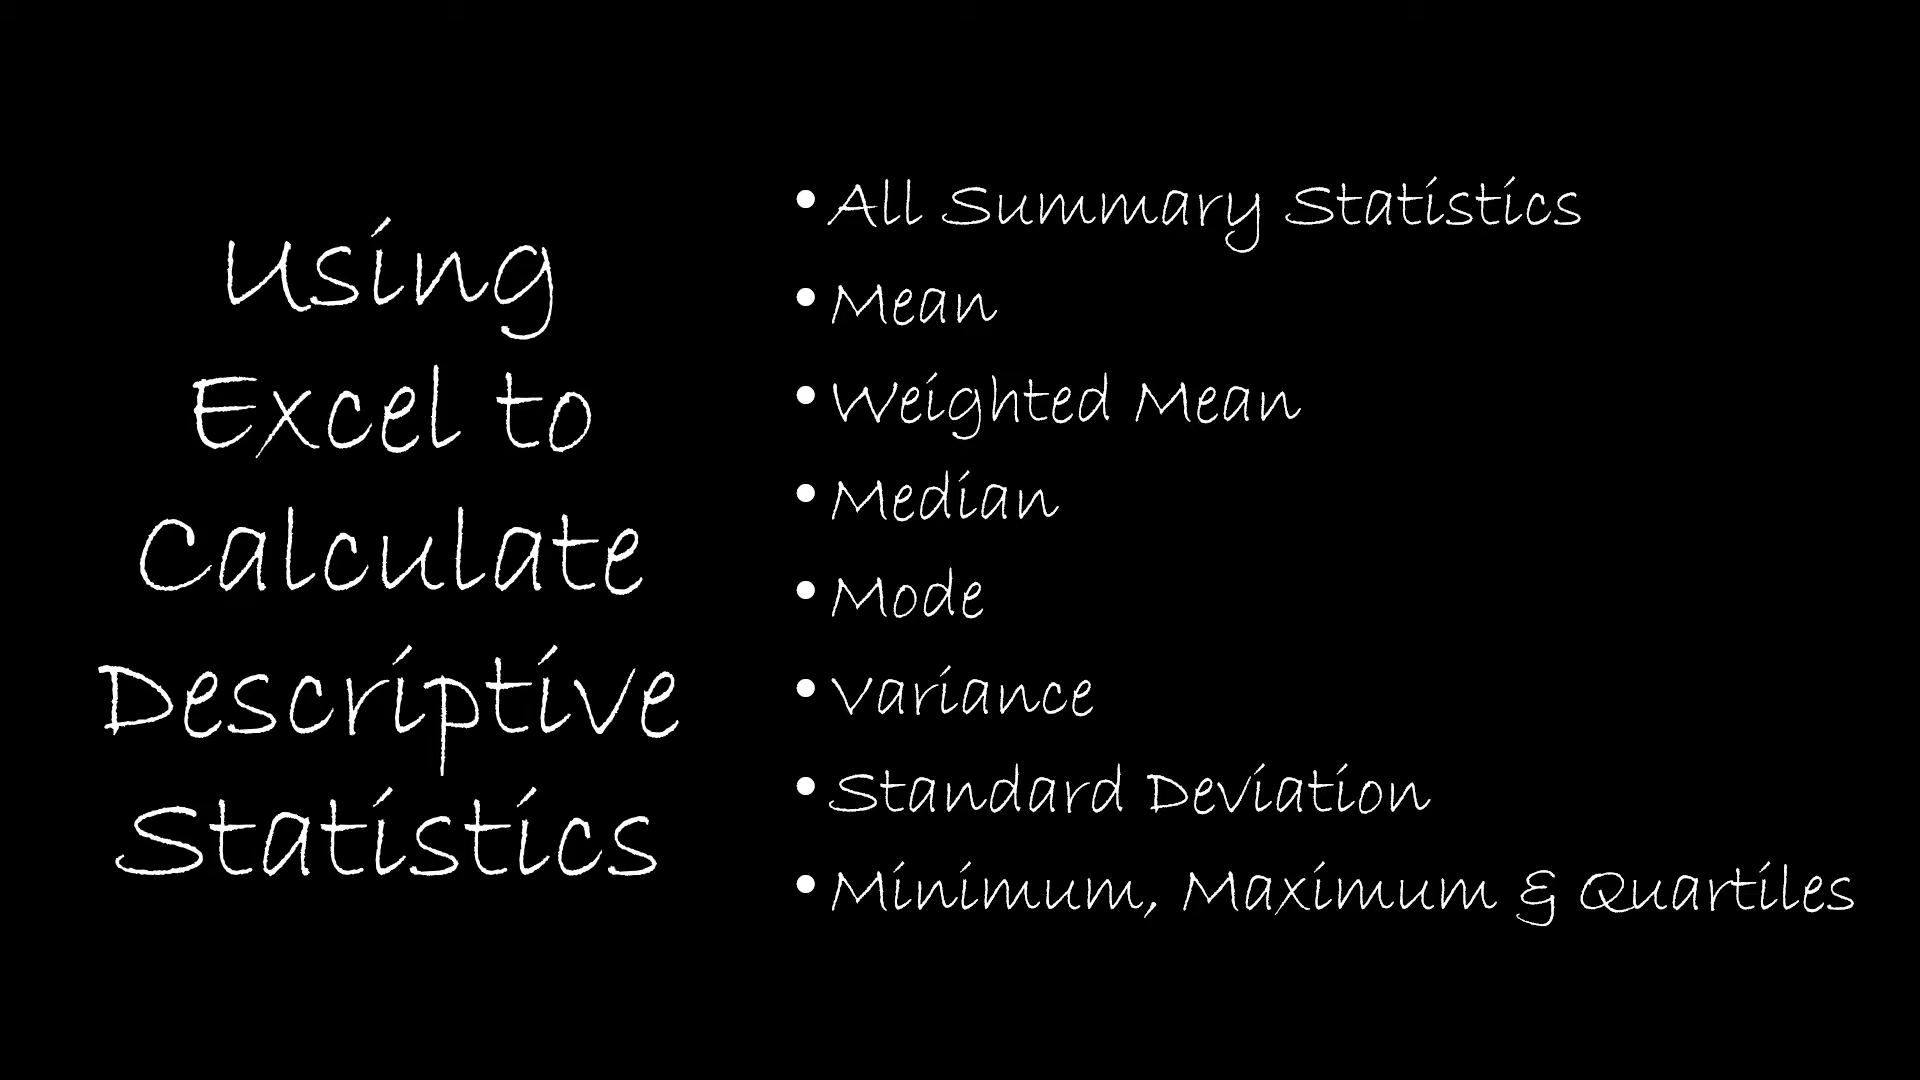 Using
Excel to
Calculate
Descriptive
Statistics
• All Summary Statistics
• Mean
• Weighted Mean
• Median
• Mode
• Variance
• Standard Deviation
• Minimum, Maximum & Quartiles